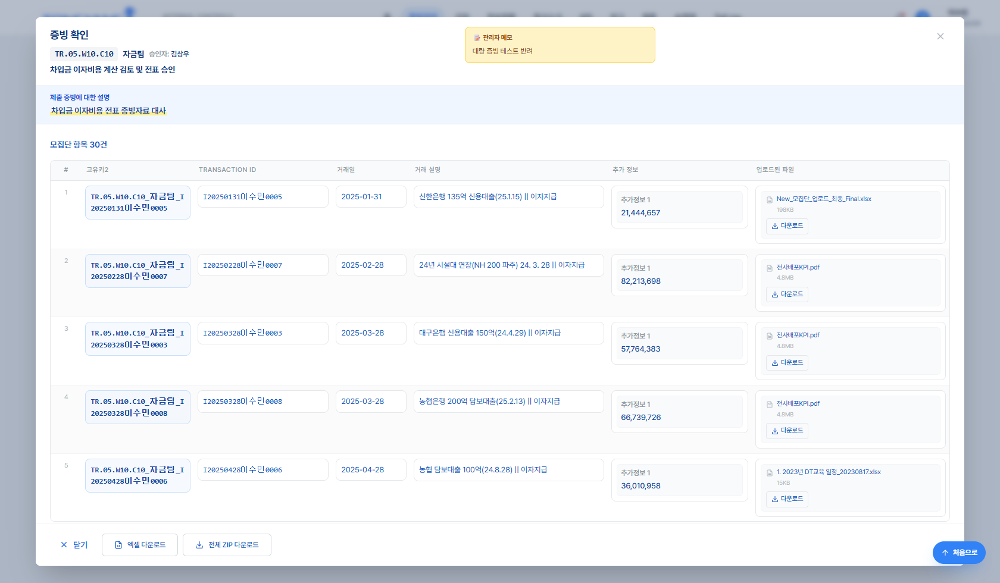 증빙 확인
TR.05.W10.C10 자금팀 승인자: 김상우
차입금 이자비용 계산 검토 및 전표 승인
📝 관리자 메모
대량 증빙 테스트 반려
제출 증빙에 대한 설명
차입금 이자비용 전표 증빙자료 대사
모집단 항목 30건
# 고유키2 TRANSACTION ID 거래일 거래 설명 추가 정보 업로드된 파일
1
TR.05.W10.C10_자금팀_I
20250131이수민0005
I20250131이수민0005
2025-01-31
신한은행 135억 신용대출(25.1.15) || 이자지급
추가정보 1
21,444,657
New_모집단_업로드_최종_Final.xlsx
198KB
다운로드
2
TR.05.W10.C10_자금팀_I
20250228이수민0007
I20250228이수민0007
2025-02-28
24년 시설대 연장(NH 200 파주) 24. 3. 28 || 이자지급
추가정보 1
82,213,698
전사배포KPI.pdf
4.8MB
다운로드
3
TR.05.W10.C10_자금팀_I
20250328이수민0003
I20250328이수민0003
2025-03-28
대구은행 신용대출 150억(24.4.29) || 이자지급
추가정보 1
57,764,383
전사배포KPI.pdf
4.8MB
다운로드
4
TR.05.W10.C10_자금팀_I
20250328이수민0008
I20250328이수민0008
2025-03-28
농협은행 200억 담보대출(25.2.13) || 이자지급
추가정보 1
66,739,726
전사배포KPI.pdf
4.8MB
다운로드
5
TR.05.W10.C10_자금팀_I
20250428이수민0006
I20250428이수민0006
2025-04-28
농협 담보대출 100억(24.8.28) || 이자지급
추가정보 1
36,010,958
1. 2023년 DT교육 일정_20230817.xlsx
15KB
다운로드
닫기 엑셀 다운로드 전체 ZIP 다운로드
처음으로